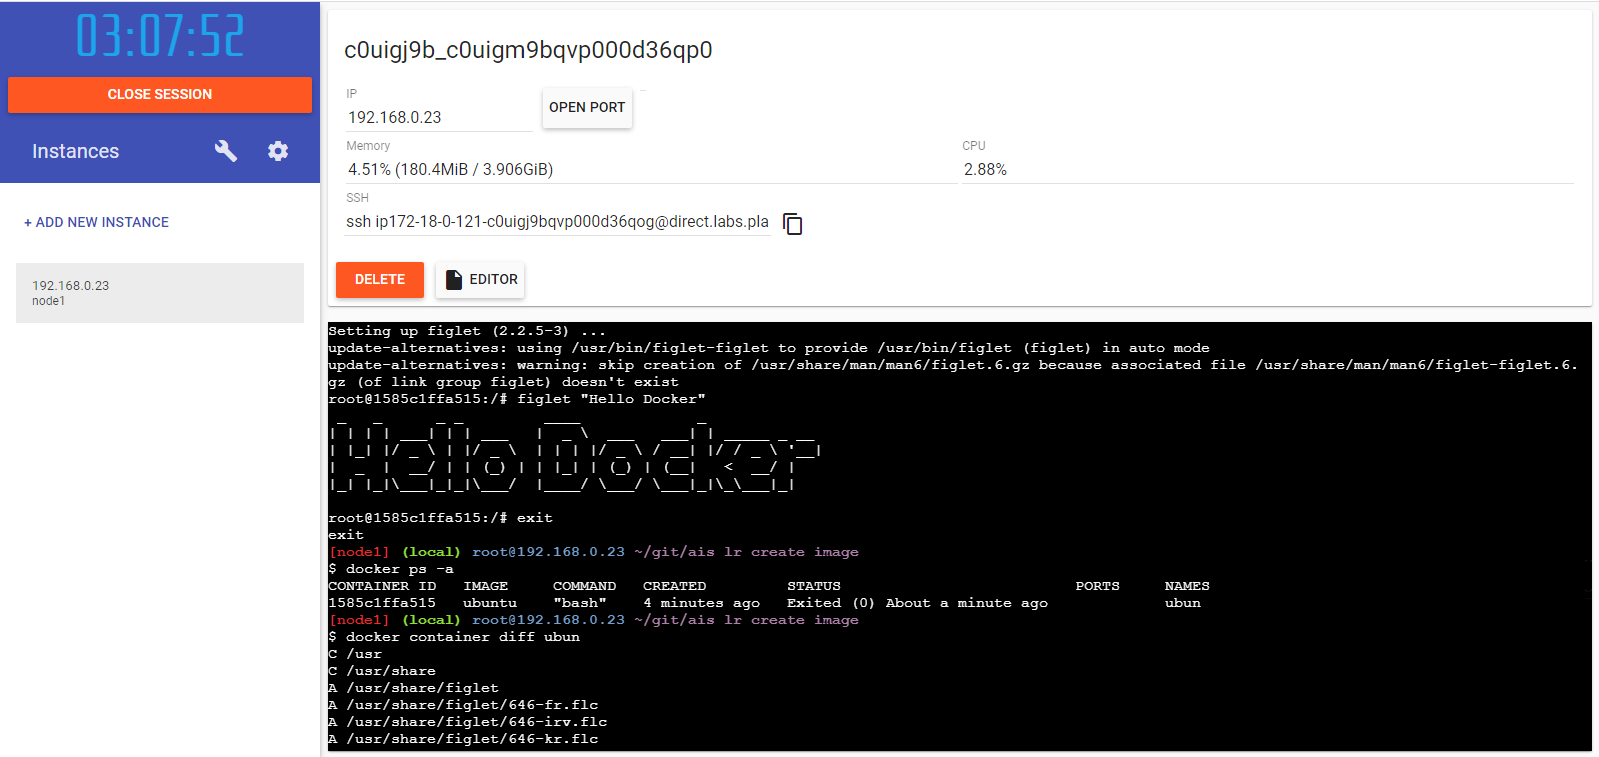 03:07:52
CLOSE SESSION
Instances
+ ADD NEW INSTANCE
192.168.0.23
node1
c0uigj9b_c0uigm9bqvp000d36qp0
IP
192.168.0.23
OPEN PORT
Memory
4.51% (180.4MiB / 3.906GiB)
CPU
2.88%
SSH
ssh ip172-18-0-121-c0uigj9bqvp000d36qog@direct.labs.pla
DELETE
EDITOR
Setting up figlet (2.2.5-3) ...
update-alternatives: using /usr/bin/figlet-figlet to provide /usr/bin/figlet (figlet) in auto mode
update-alternatives: warning: skip creation of /usr/share/man/man6/figlet.6.gz because associated file /usr/share/man/man6/figlet-figlet.6.
gz (of link group figlet) doesn't exist
root@1585c1ffa515:/# figlet "Hello Docker"
Hello Docker
root@1585c1ffa515:/# exit
exit
[node1] (local) root@192.168.0.23 ~/git/ais lr create image
$ docker ps -a
CONTAINER ID IMAGE COMMAND CREATED STATUS PORTS NAMES
1585c1ffa515 ubuntu "bash" 4 minutes ago Exited (0) About a minute ago ubun
[node1] (local) root@192.168.0.23 ~/git/ais lr create image
$ docker container diff ubun
C /usr
C /usr/share
A /usr/share/figlet
A /usr/share/figlet/646-fr.flc
A /usr/share/figlet/646-irv.flc
A /usr/share/figlet/646-kr.flc